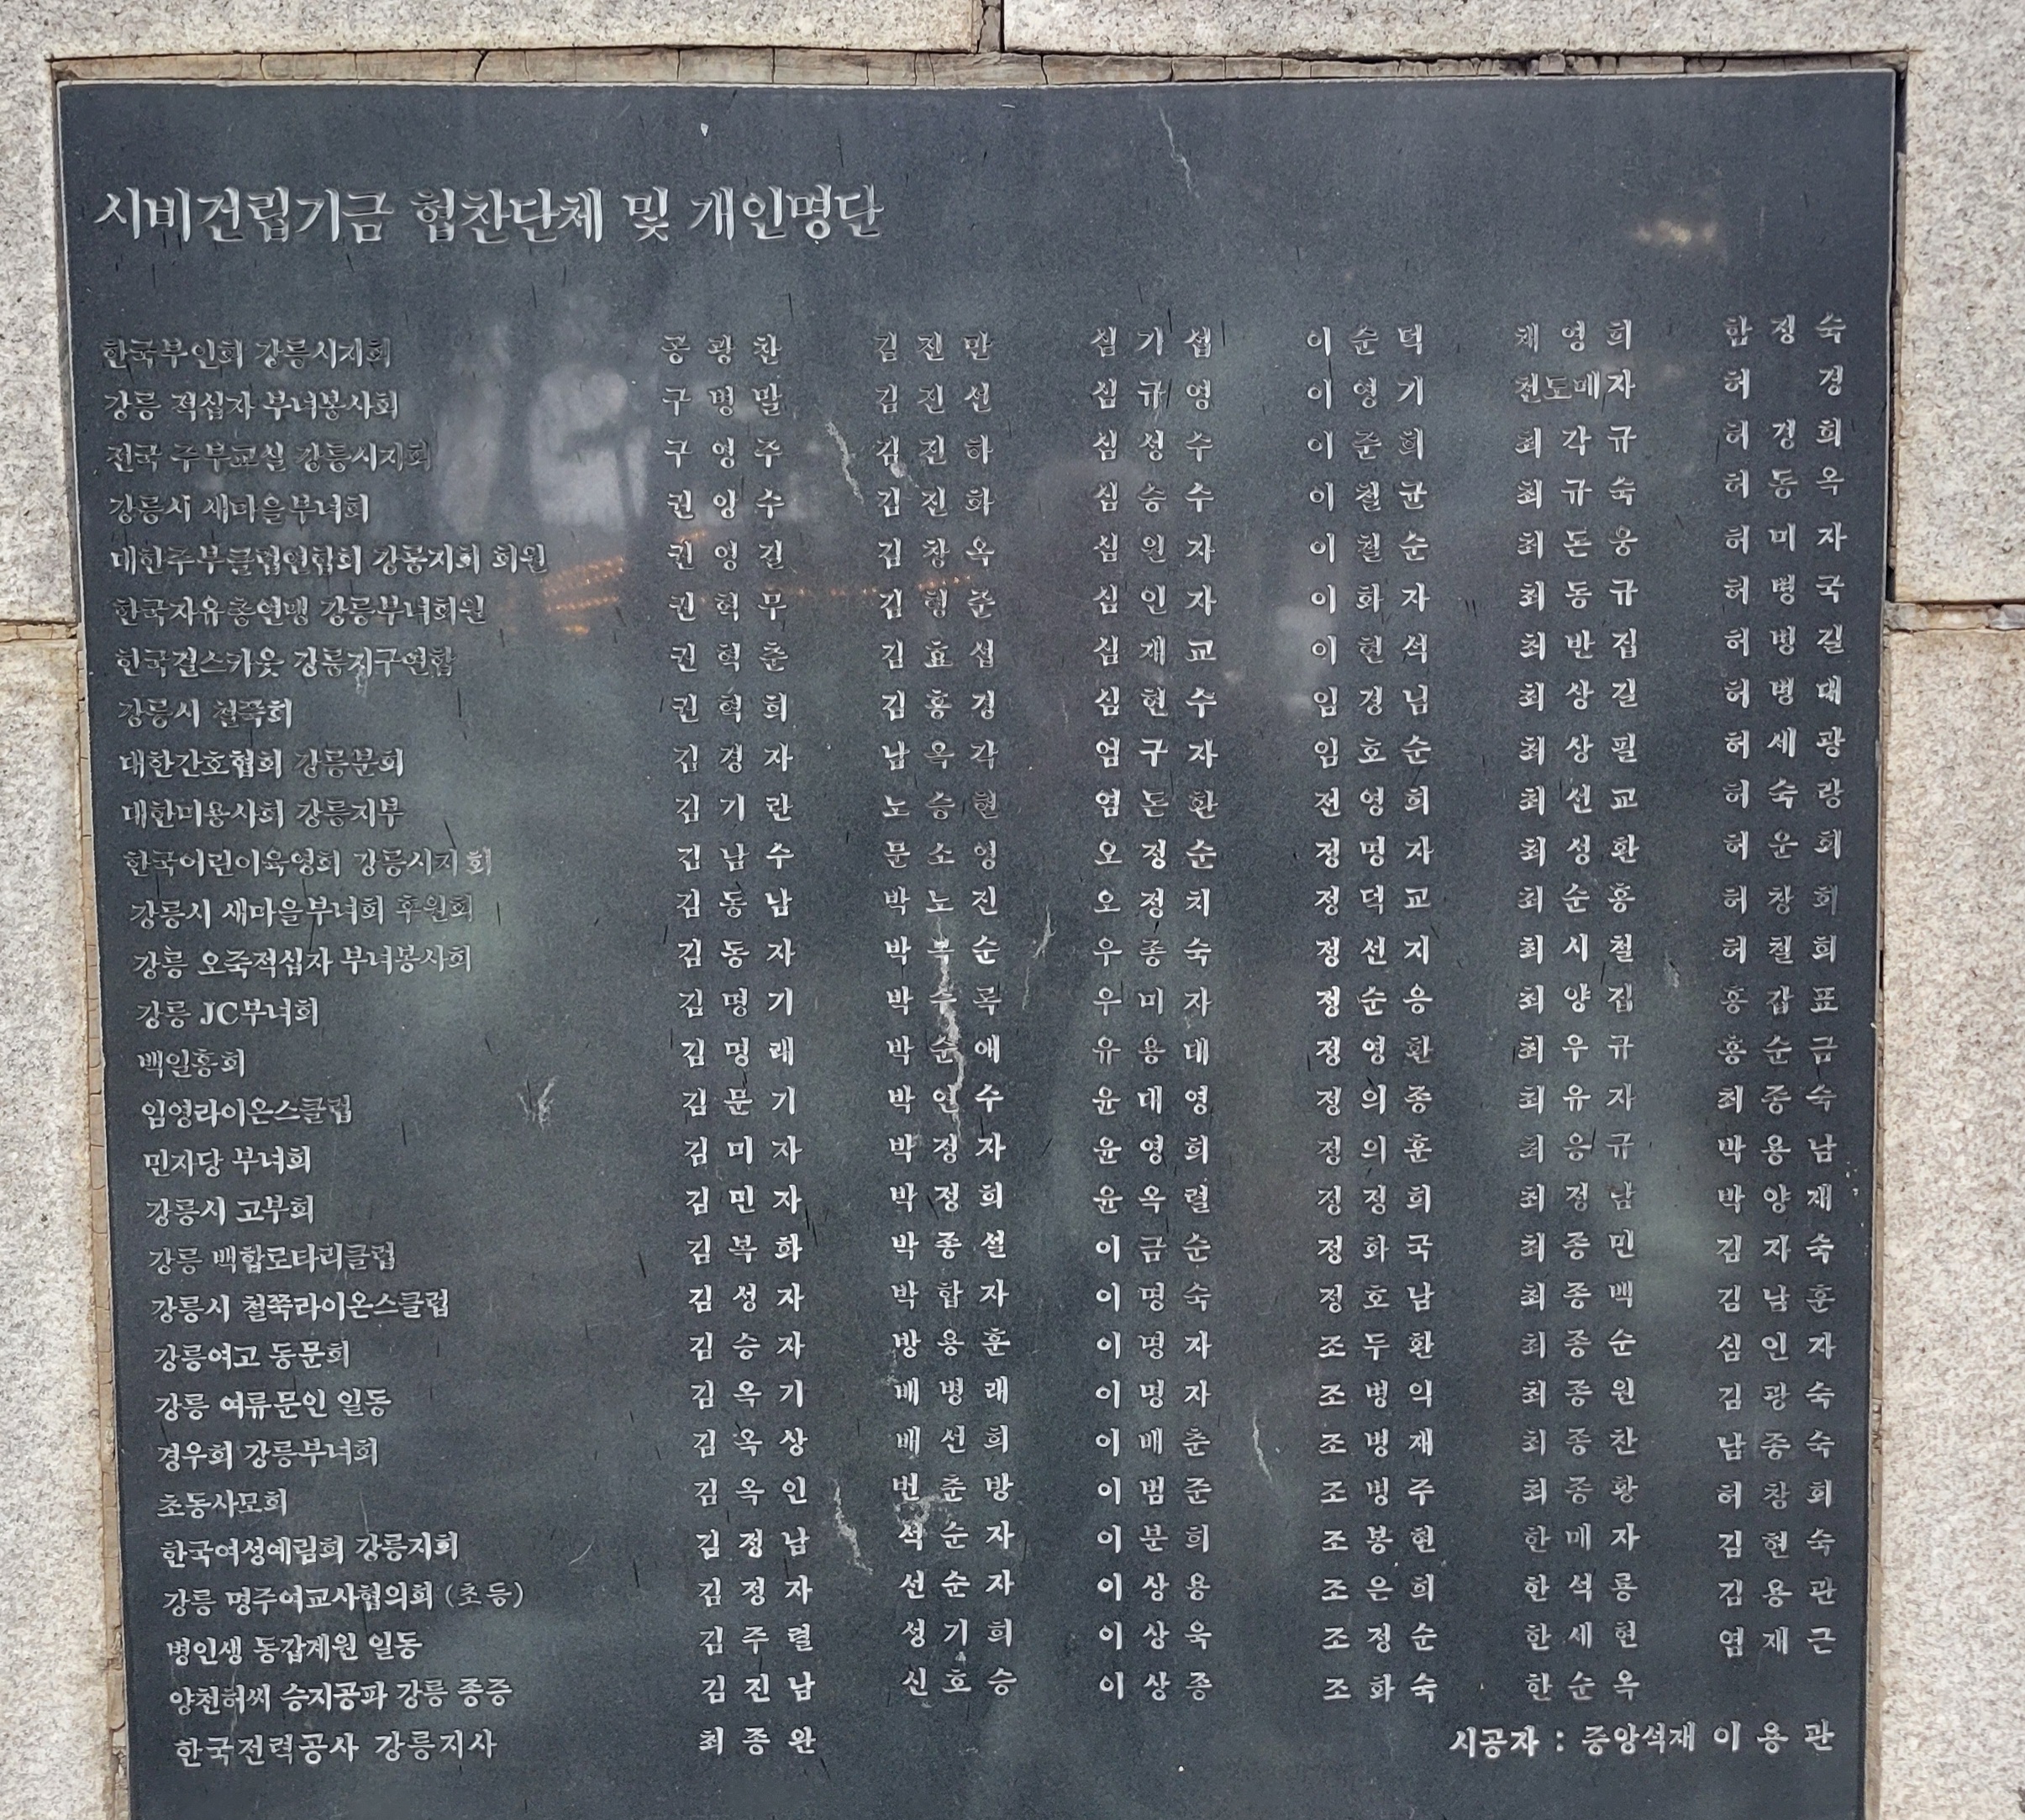 시비건립기금 협찬단체 및 개인명단
한국부인회 강릉시지회 공광찬 김진만 심기섭 이순덕 채영희 함정숙
강릉 적십자 부녀봉사회 구명말 김진선 심규영 이영기 천도메자 허경
전국 주부교실 강릉시지회 구영주 김진하 심성수 이준희 최각규 허경희
강릉시 새마을부녀회 권앙수 김진화 심승수 이철균 최규숙 허동옥
대한주부클럽연합회 강릉지회 회원 권영길 김창옥 심원자 이철순 최돈웅 허미자
한국자유총연맹 강릉부녀회원 권혁무 김형준 심인자 이화자 최동규 허병국
한국걸스카웃 강릉지구연합 권혁춘 김효섭 심재교 이현석 최반집 허병길
강릉시 철쭉회 권혁희 김홍경 심현수 임경님 최상길 허병대
대한간호협회 강릉분회 김경자 남옥각 엄구자 임호순 최상필 허세광
대한미용사회 강릉지부 김기란 노승현 염돈환 전영희 최선교 허숙랑
한국어린이육영회 강릉시지회 김남수 문소영 오정순 정명자 최성환 허운회
강릉시 새마을부녀회 후원회 김동남 박노진 오정치 정덕교 최순홍 허창회
강릉 오죽적십자 부녀봉사회 김동자 박복순 우종숙 정선지 최시철 허철회
강릉 JC부녀회 김명기 박수록 우미자 정순응 최양집 홍갑표
백일홍회 김명래 박순애 유용대 정영환 최우규 홍순금
임영라이온스클럽 김문기 박인수 윤대영 정의종 최유자 최종숙
민자당 부녀회 김미자 박정자 윤영희 정의훈 최응규 박용남
강릉시 고부회 김민자 박정희 윤옥렬 정정희 최정남 박양재
강릉 백합로타리클럽 김복화 박종설 이금순 정화국 최종민 김자숙
강릉시 철쭉라이온스클럽 김성자 박합자 이명숙 정호남 최종백 김남훈
강릉여고 동문회 김승자 방용훈 이명자 조두환 최종순 심인자
강릉 여류문인 일동 김옥기 배병래 이명자 조병익 최종원 김광숙
경우회 강릉부녀회 김옥상 배선희 이배춘 조병재 최종찬 남종숙
초동사모회 김옥인 번춘방 이범준 조병주 최종황 허창회
한국여성예림회 강릉지회 김정남 석순자 이분희 조봉현 한매자 김현숙
강릉 명주여교사협의회 (초등) 김정자 선순자 이상용 조은희 한석룡 김용관
병인생 동갑계원 일동 김주렬 성기희 이상욱 조정순 한세현 염재근
양천허씨 승지공파 강릉 종증 김진남 신호승 이상종 조화숙 한순옥
한국전력공사 강릉지사 최종완
시공자 : 중앙석재 이용관